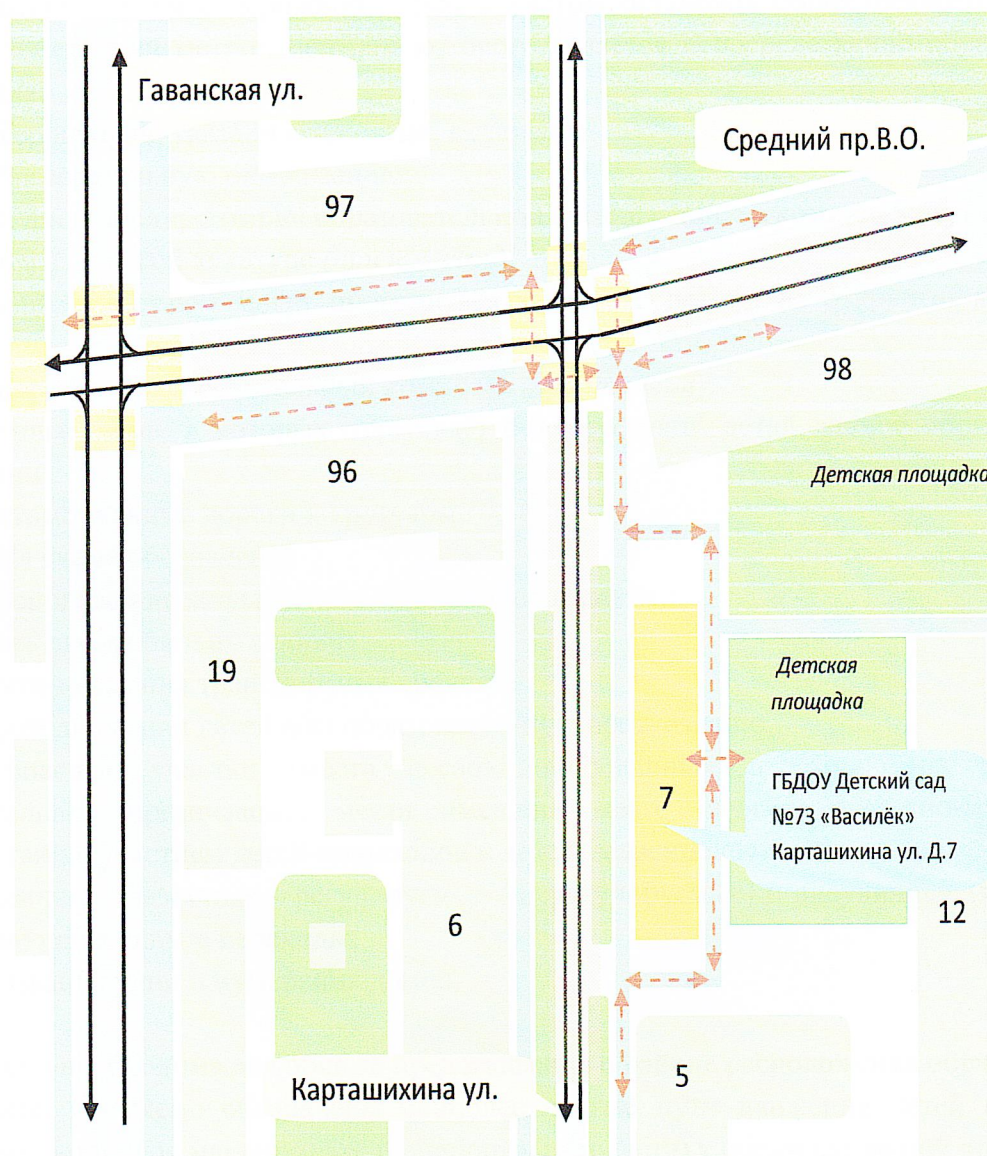 Гаванская ул.
Средний пр.В.О.
97
98
96
Детская площадка
19
Детская
площадка
7
ГБДОУ Детский сад
№73 «Василёк»
Карташихина ул. Д.7
6
12
5
Карташихина ул.